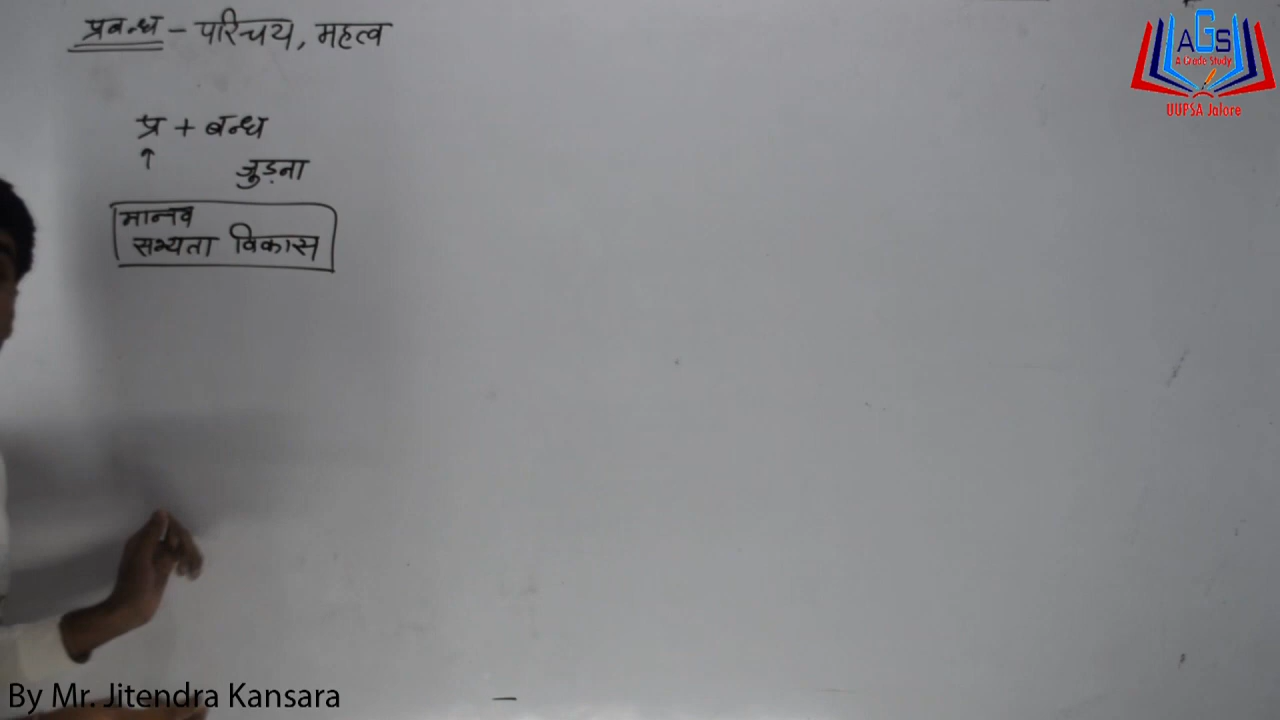 प्रबन्ध - परिचय, महत्व
प्र + बन्ध
↑ जुड़ना
मानव
सभ्यता विकास
AGS
A Grade Study
UUPSA Jalore
By Mr. Jitendra Kansara